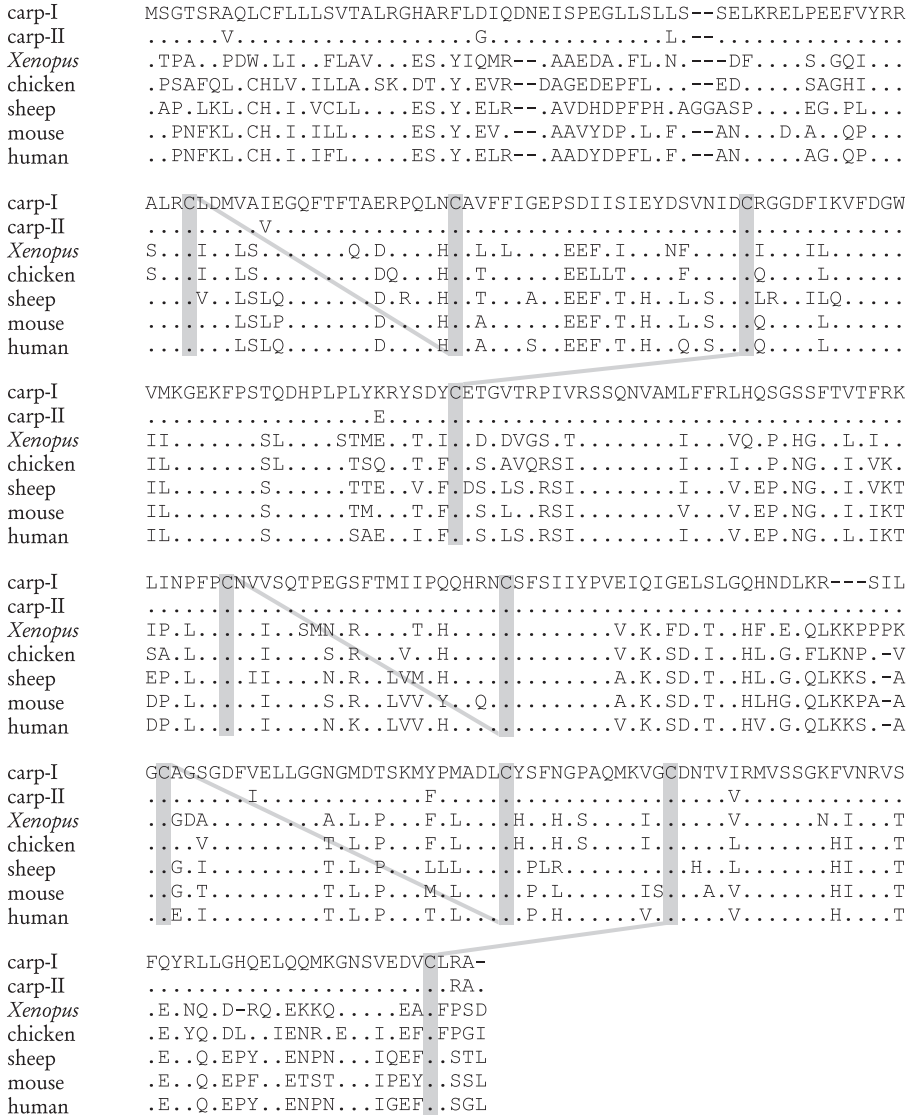 carp-I MSGTSRAQLCFLLLSVTALRGHARFLDIQDNEISPEGLLSLLS--SELKRELPEEFVYRR
carp-II ......V...................G..............L.--...............
Xenopus .TPA..PDW.LI..FLAV...ES.YIQMR--.AAEDA.FL.N.---DF....S.GQI...
chicken .PSAFQL.CHLV.ILLA.SK.DT.Y.EVR--DAGEDEPFL...--ED.....SAGHI...
sheep .AP.LKL.CH.I.VCLL....ES.Y.ELR--.AVDHDPFPH.AGGASP....EG.PL...
mouse ..PNFKL.CH.I.ILL.....ES.Y.EV.--.AAVYDP.L.F.--AN...D.A..QP...
human ..PNFKL.CH.I.IFL.....ES.Y.ELR--.AADYDPFL.F.--AN.....AG.QP...
carp-I ALRCLDMVAIEGQFTFTAERPQLNCAVFFIGEPSDIISIEYDSVNIDCRGGDFIKVFDGW
carp-II .........V..................................................
Xenopus S...I..LS.......Q.D....H..L.L....EEF.I...NF.....I...IL......
chicken S...I..LS.........DQ...H..T......EELLT....F.....Q....L......
sheep ....V..LSLQ.......D.R..H..T...A..EEF.T.H..L.S...LR..ILQ.....
mouse .......LSLP.......D....H..A......EEF.T.H..L.S...Q....L......
human .......LSLQ.......D....H..A...S..EEF.T.H..Q.S...Q....L......
carp-I VMKGEKFPSTQDHPLPLYKRYSDYCETGVTRPIVRSSQNVAMLFFRLHQSGSSFTVTFRK
carp-II ..................E.........................................
Xenopus II.......SL....STME..T.I..D.DVGS.T........I...VQ.P.HG..L.I..
chicken IL.......SL.....TSQ..T.F..S.AVQRSI........I...I..P.NG..I.VK.
sheep IL.......S......TTE..V.F.DS.LS.RSI........I...V.EP.NG..I.VKT
mouse IL.......S......TM...T.F..S.L..RSI........V...V.EP.NG..I.IKT
human IL.......S......SAE..I.F..S.LS.RSI........I...V.EP.NG..L.IKT
carp-I LINPFPCNVVSQTPEGSFTMIIPQQHRNCSFSIIYPVEIQIGELSLGQHNDLKR---SIL
carp-II ............................................................
Xenopus IP.L.....I..SMN.R....T.H.............V.K.FD.T..HF.E.QLKKPPPK
chicken SA.L.....I....S.R...V..H.............V.K.SD.I..HL.G.FLKNP.-V
sheep EP.L....II....N.R..LVM.H.............A.K.SD.T..HL.G.QLKKS.-A
mouse DP.L.....I....S.R..LVV.Y..Q..........A.K.SD.T..HLHG.QLKKPA-A
human DP.L.....I....N.K..LVV.H.............V.K.SD.T..HV.G.QLKKS.-A
carp-I GCAGSGDFVELLGGNGMDTSKMYPMADLCYSFNGPAQMKVGCDNTVIRMVSSGKFVNRVS
carp-II ........I.............F.......................V.............
Xenopus ..GDA.........A.L.P...F.L....H..H.S....I......V......N.I...T
chicken ....V.........T.L.P...F.L....H..H.S....I......L.......HI...T
sheep ..G.I.........T.L.P...LLL.....PLR..........H..L.......HI...T
mouse ..G.T.........T.L.P...M.L.....P.L......IS...A.V.......HI...T
human ..E.I.........T.L.P...T.L.....P.H......V......V.......H....T
carp-I FQYRLLGHQELQQMKGNSVEDVCLRA-
carp-II ........................RA.
Xenopus .E.NQ.D-RQ.EKKQ.....EA.FPSD
chicken .E.YQ.DL..IENR.E..I.EF.FPGI
sheep .E..Q.EPY..ENPN...IQEF..STL
mouse .E..Q.EPF..ETST...IPEY..SSL
human .E..Q.EPY..ENPN...IGEF..SGL